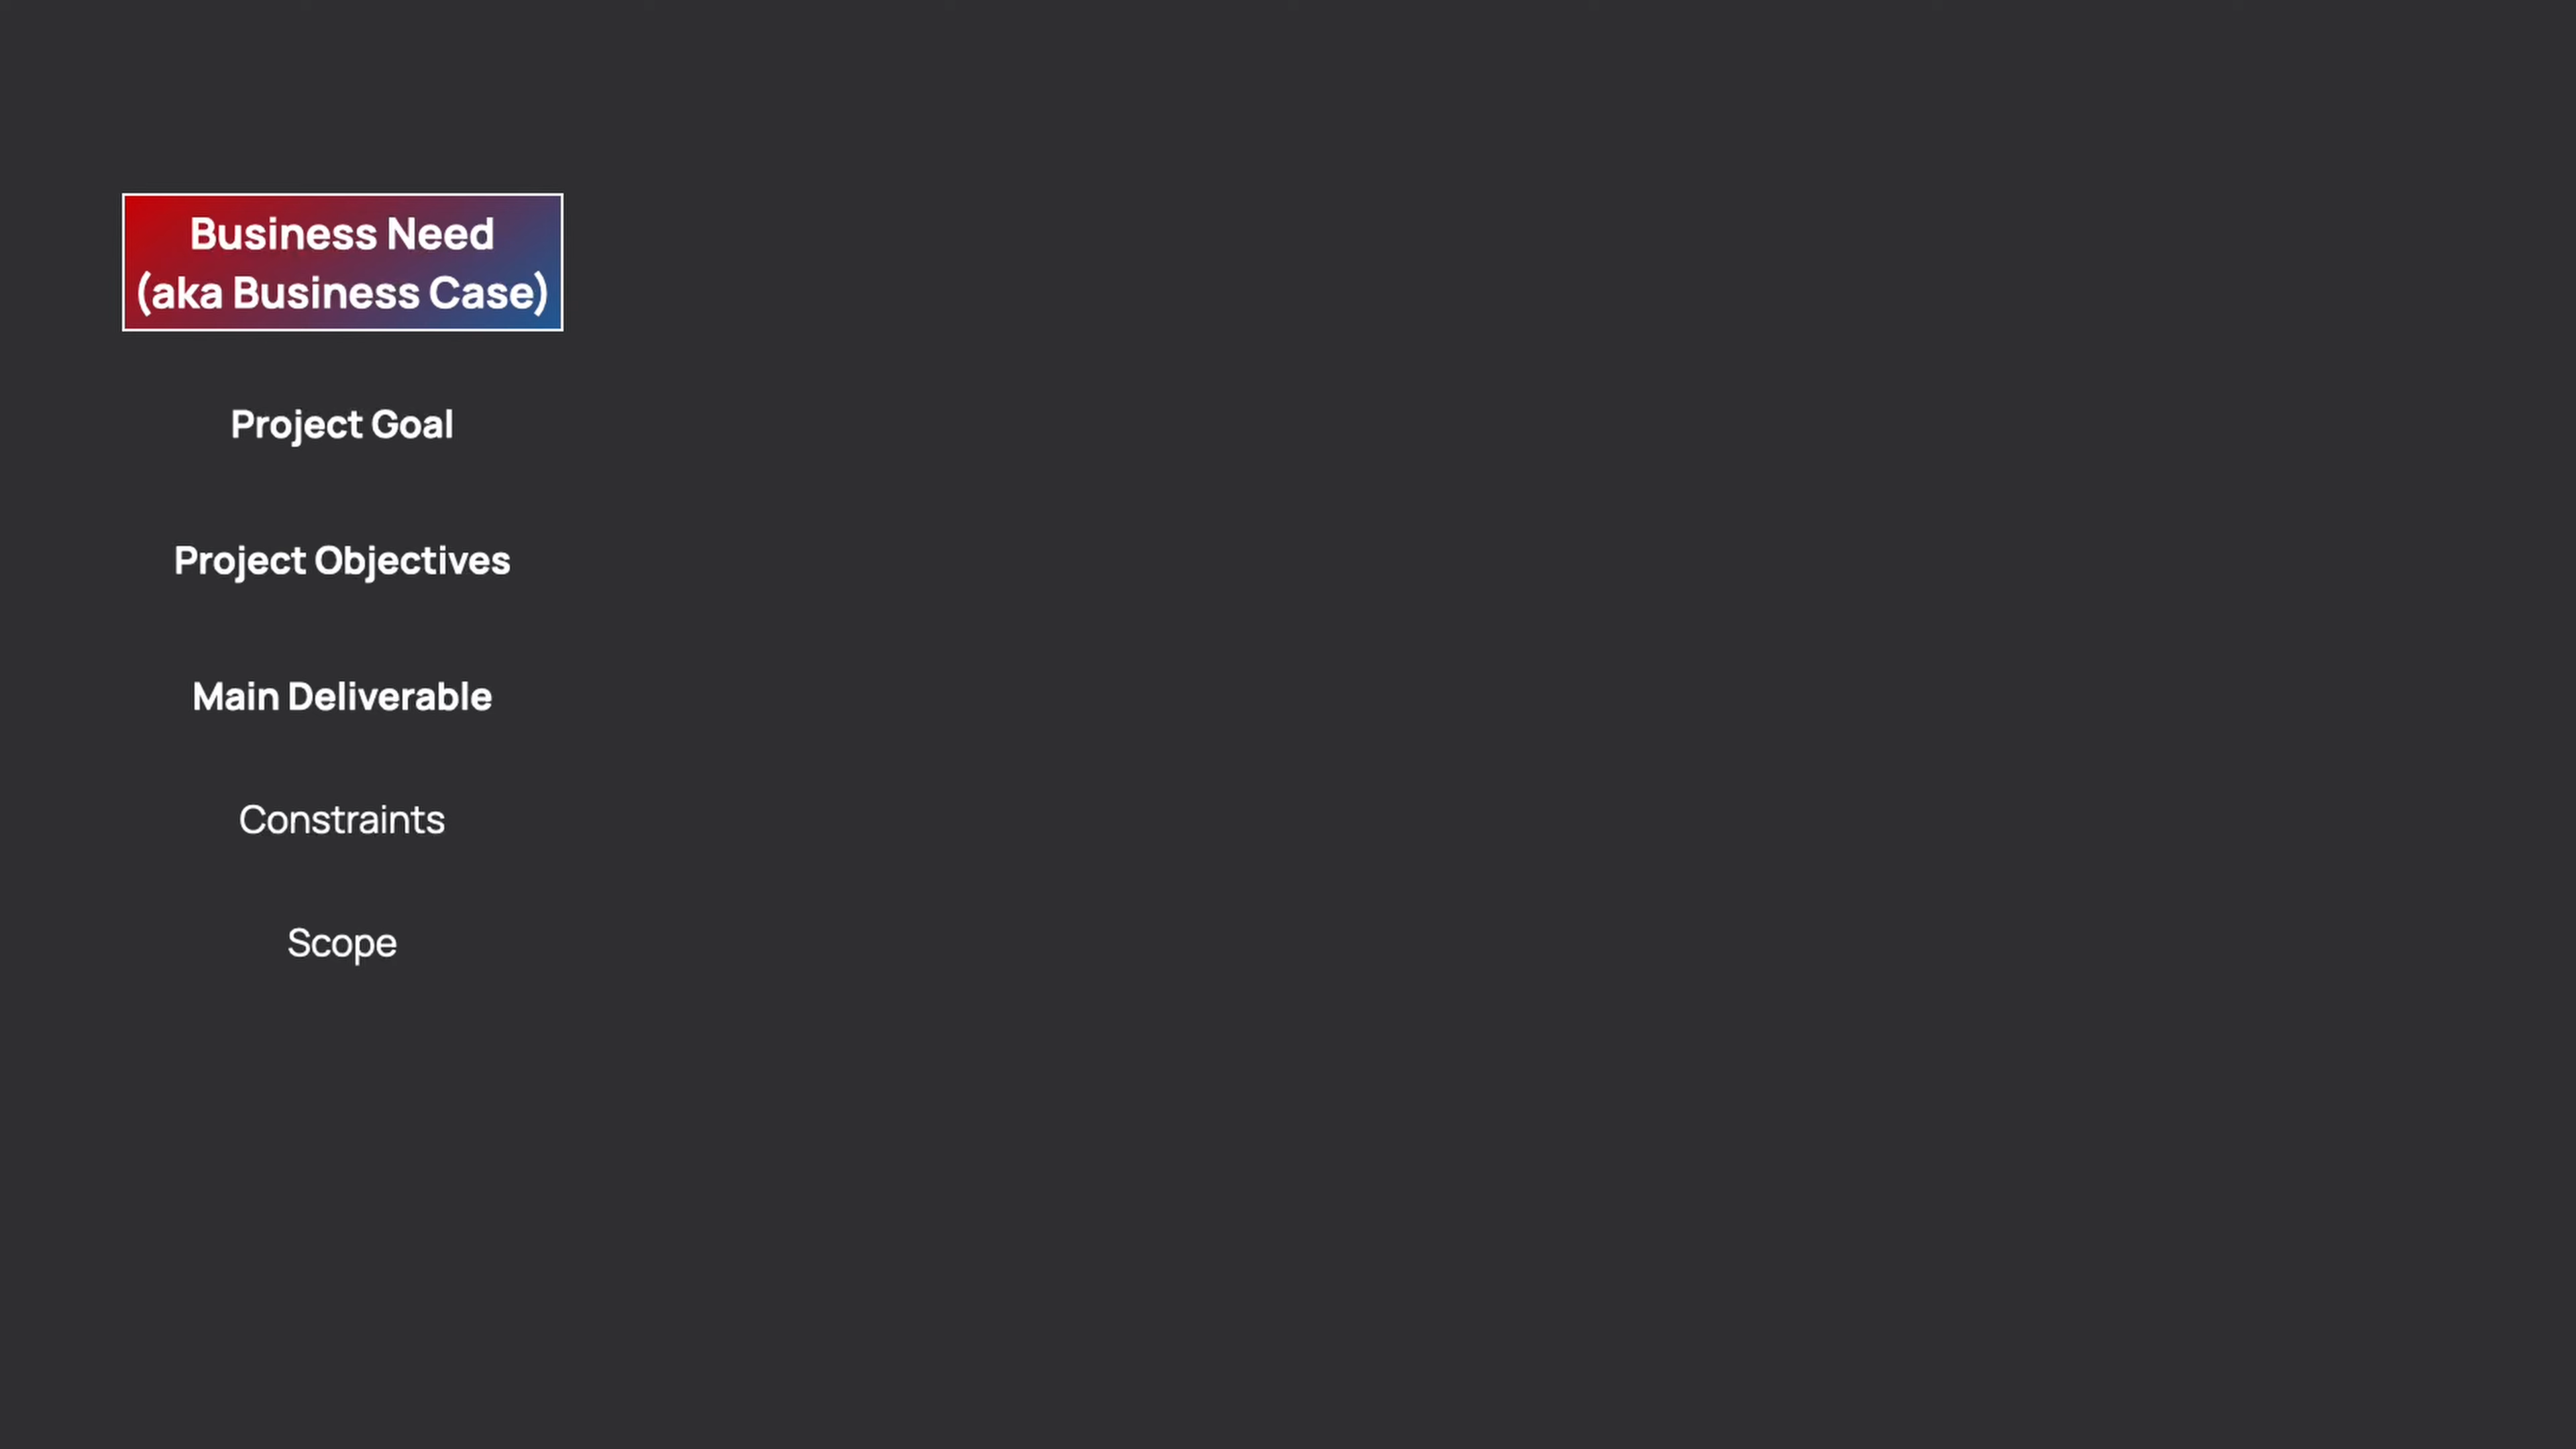 Business Need
(aka Business Case)
Project Goal
Project Objectives
Main Deliverable
Constraints
Scope